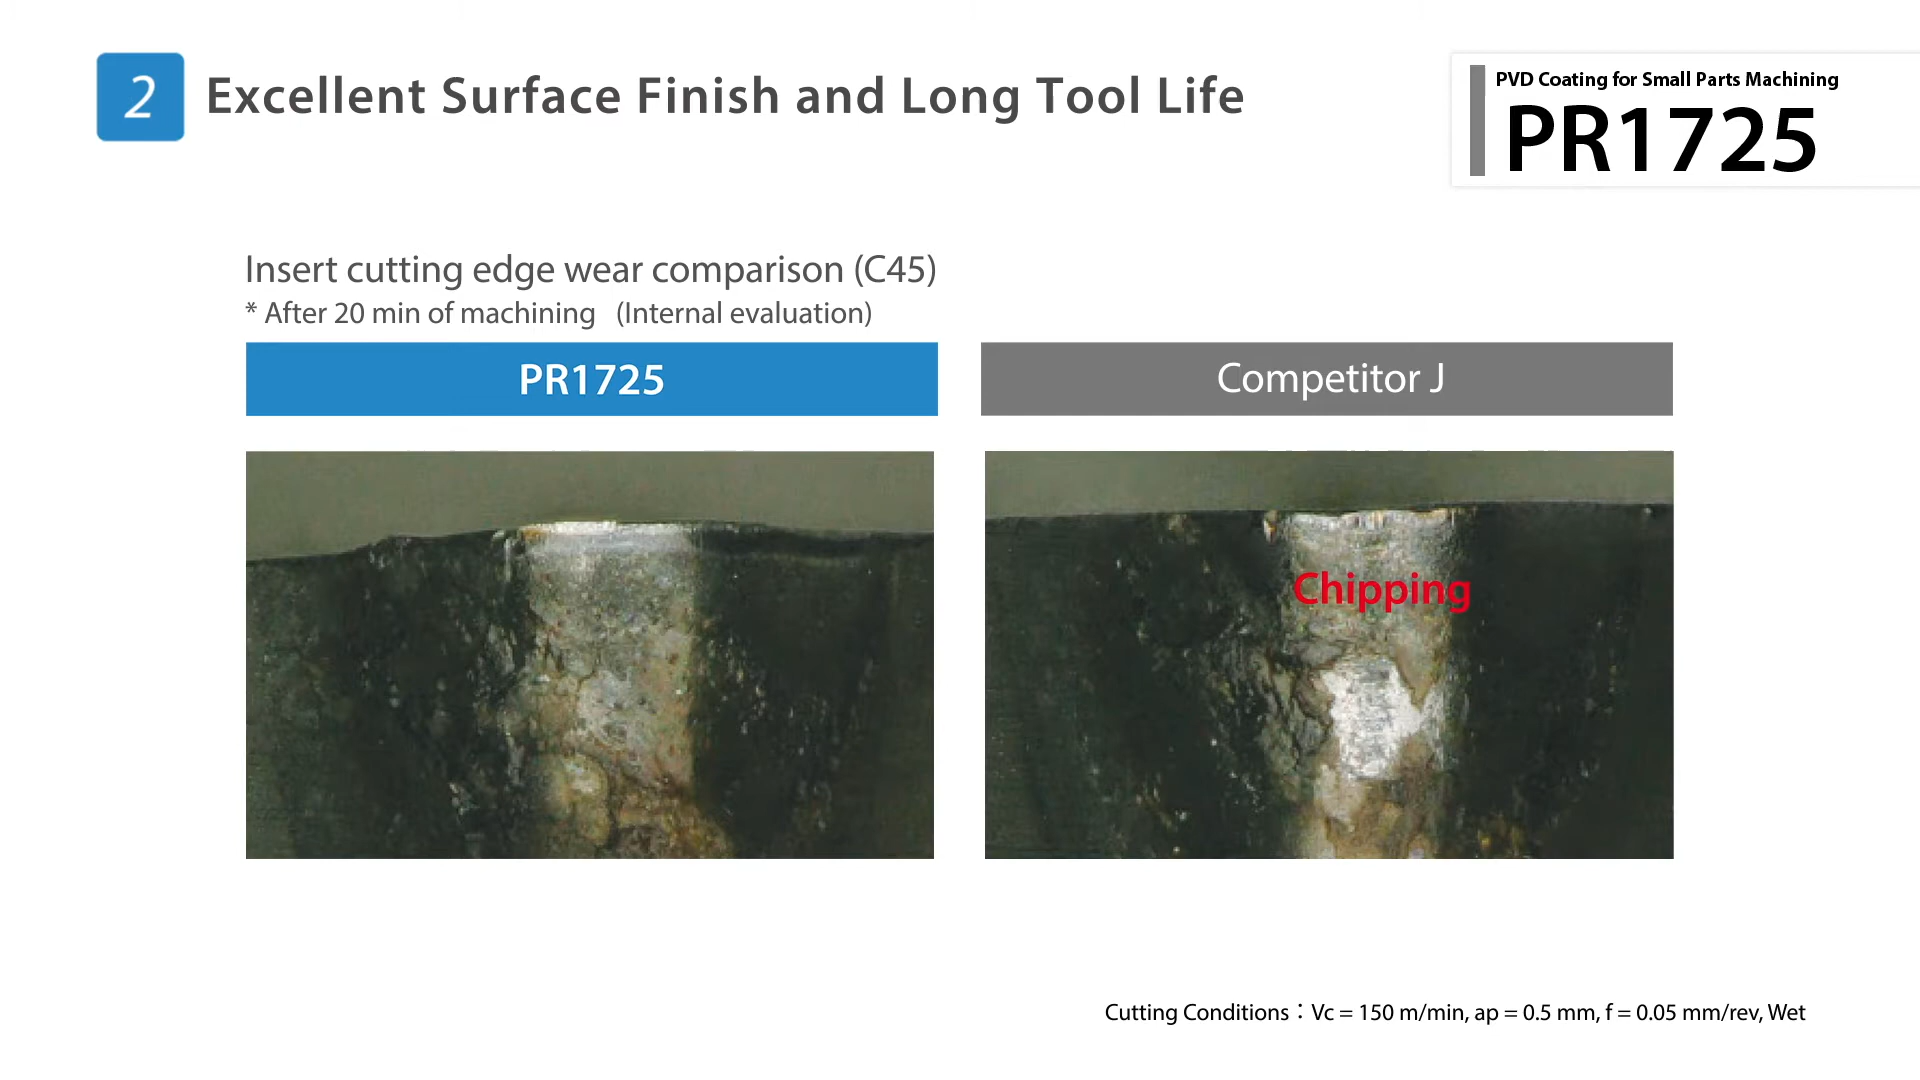 2
Excellent Surface Finish and Long Tool Life
PVD Coating for Small Parts Machining
PR1725
Insert cutting edge wear comparison (C45)
* After 20 min of machining (Internal evaluation)
PR1725
Competitor J
Chipping
Cutting Conditions：Vc = 150 m/min, ap = 0.5 mm, f = 0.05 mm/rev, Wet